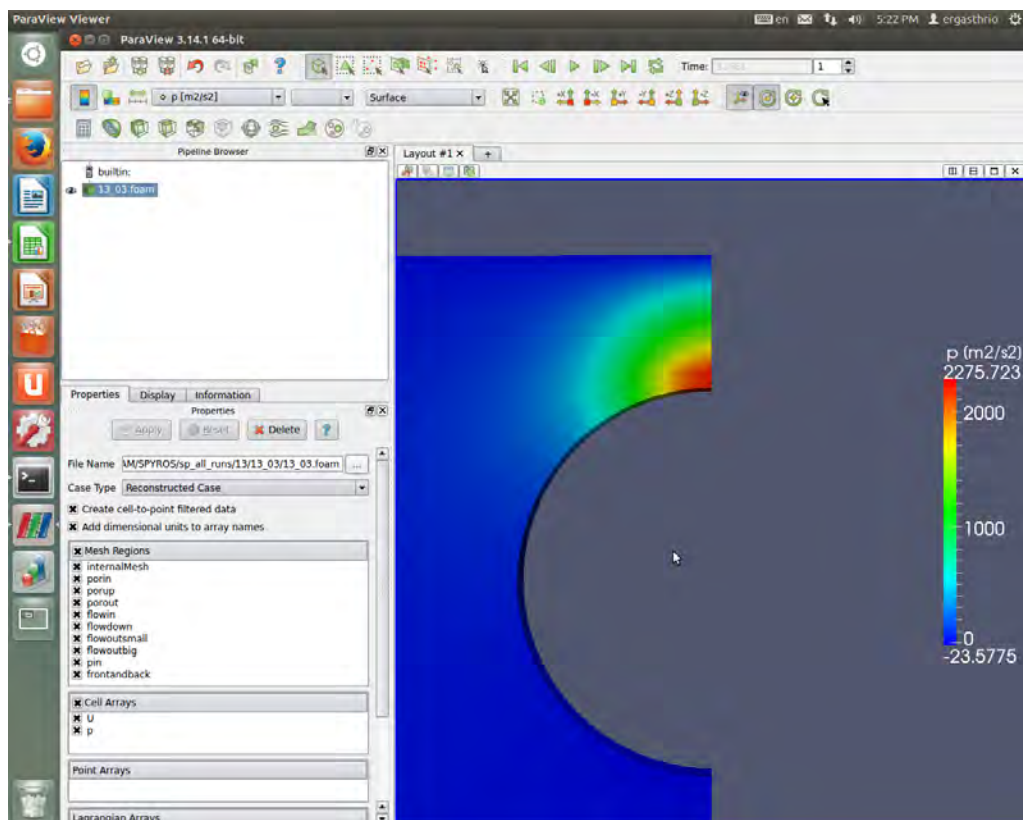 ParaView Viewer
en
5:22 PM
ergasthrio
ParaView 3.14.1 64-bit
Time:
1
p [m2/s2]
Surface
Pipeline Browser
builtin:
13_03.foam
Layout #1
Properties
Display
Information
Properties
Apply
Reset
Delete
File Name
AM/SPYROS/sp_all_runs/13/13_03/13_03.foam
...
Case Type
Reconstructed Case
Create cell-to-point filtered data
Add dimensional units to array names
Mesh Regions
internalMesh
porin
porup
porout
flowin
flowdown
flowoutsmall
flowoutbig
pin
frontandback
Cell Arrays
U
p
Point Arrays
Lagrangian Arrays
p (m2/s2)
2275.723
2000
1000
0
-23.5775